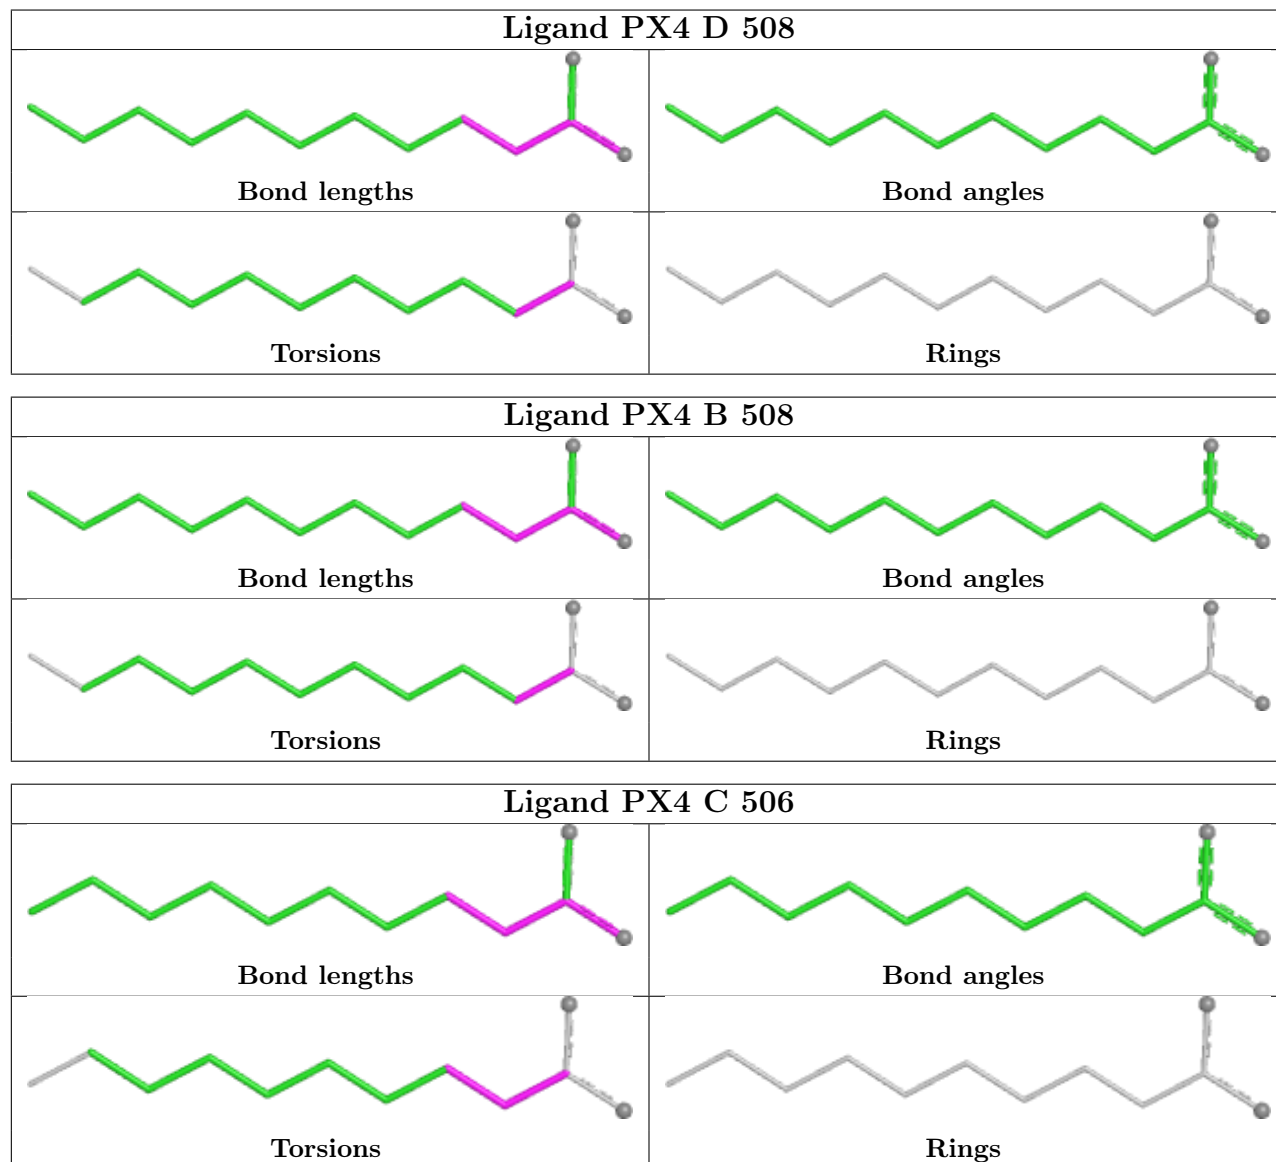 Ligand PX4 D 508
Bond lengths
Bond angles
Torsions
Rings
Ligand PX4 B 508
Bond lengths
Bond angles
Torsions
Rings
Ligand PX4 C 506
Bond lengths
Bond angles
Torsions
Rings